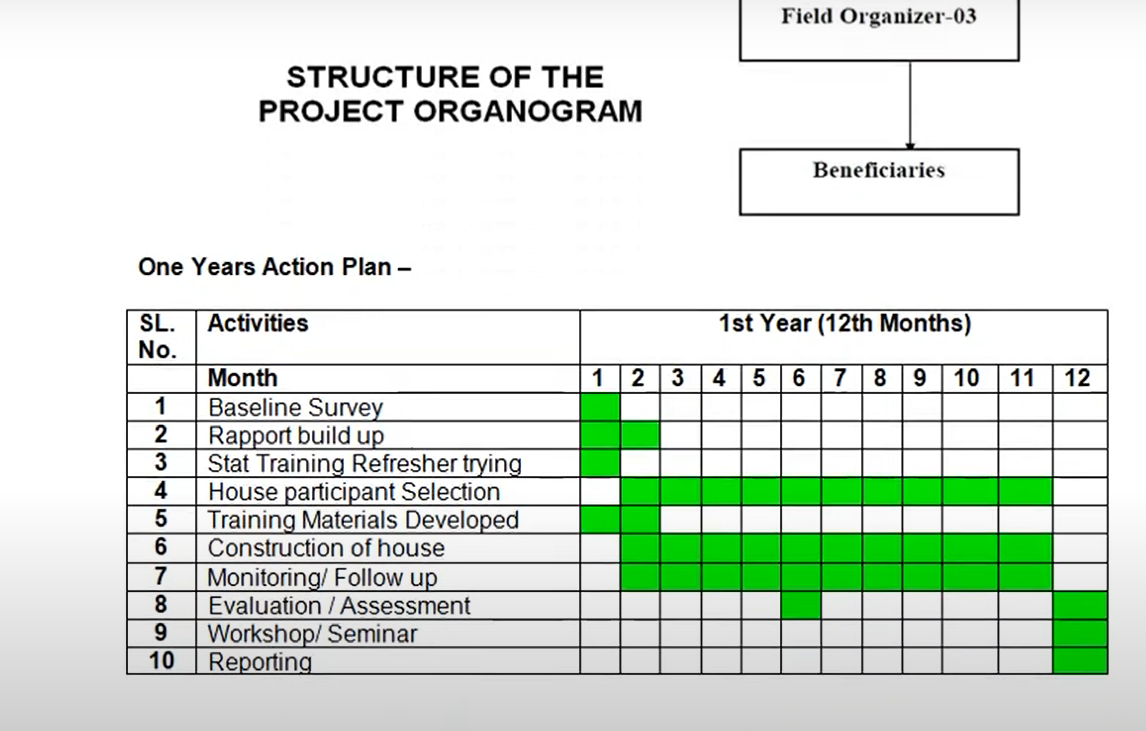 Field Organizer-03
STRUCTURE OF THE
PROJECT ORGANOGRAM
Beneficiaries
One Years Action Plan –
SL. No. Activities 1st Year (12th Months)
Month 1 2 3 4 5 6 7 8 9 10 11 12
1 Baseline Survey
2 Rapport build up
3 Stat Training Refresher trying
4 House participant Selection
5 Training Materials Developed
6 Construction of house
7 Monitoring/ Follow up
8 Evaluation / Assessment
9 Workshop/ Seminar
10 Reporting